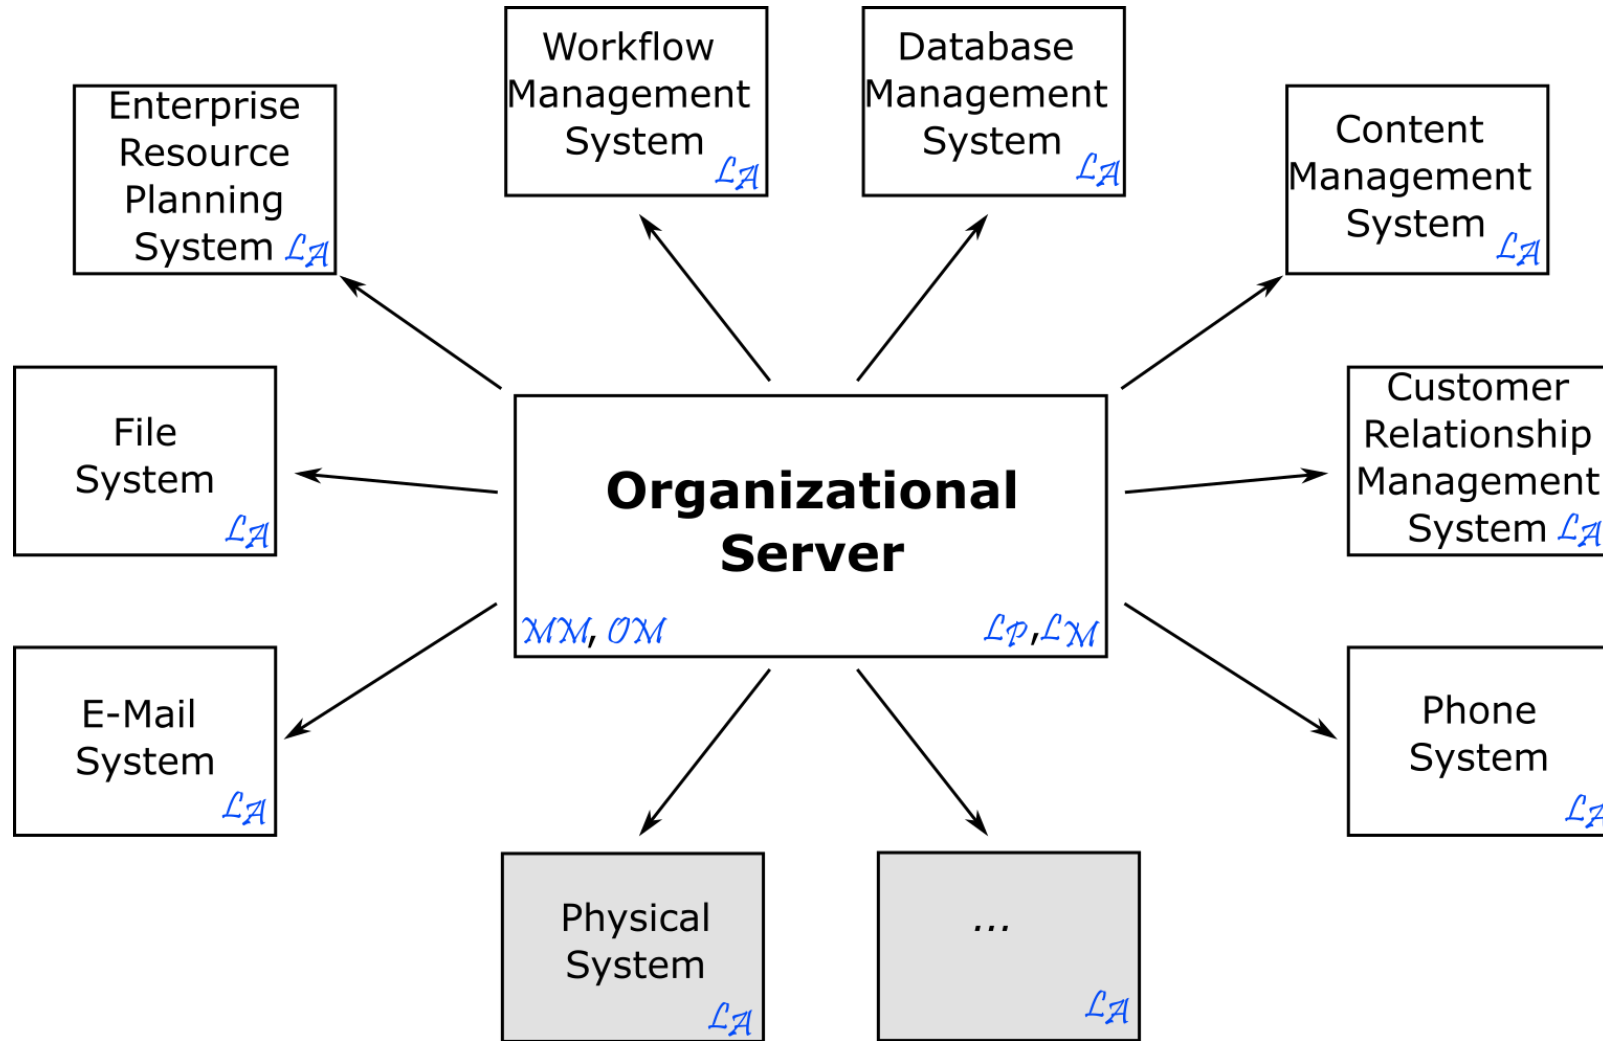 Workflow
Management
System
ℒ𝒜
Database
Management
System
ℒ𝒜
Enterprise
Resource
Planning
System ℒ𝒜
Content
Management
System
ℒ𝒜
File
System
ℒ𝒜
Organizational
Server
ℳℳ, 𝒪ℳ
ℒ𝒫,ℒℳ
Customer
Relationship
Management
System ℒ𝒜
E-Mail
System
ℒ𝒜
Phone
System
ℒ𝒜
Physical
System
ℒ𝒜
...
ℒ𝒜